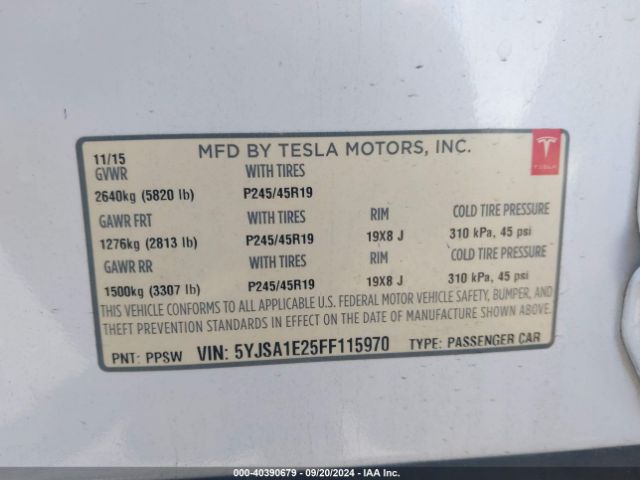 11/15 MFD BY TESLA MOTORS, INC.
GVWR WITH TIRES
TESLA
2640kg (5820 lb) P245/45R19
GAWR FRT WITH TIRES RIM COLD TIRE PRESSURE
1276kg (2813 lb) P245/45R19 19X8 J 310 kPa, 45 psi
GAWR RR WITH TIRES RIM COLD TIRE PRESSURE
1500kg (3307 lb) P245/45R19 19X8 J 310 kPa, 45 psi
THIS VEHICLE CONFORMS TO ALL APPLICABLE U.S. FEDERAL MOTOR VEHICLE SAFETY, BUMPER, AND
THEFT PREVENTION STANDARDS IN EFFECT ON THE DATE OF MANUFACTURE SHOWN ABOVE.
PNT: PPSW VIN: 5YJSA1E25FF115970 TYPE: PASSENGER CAR
000-40390679 - 09/20/2024 - IAA Inc.